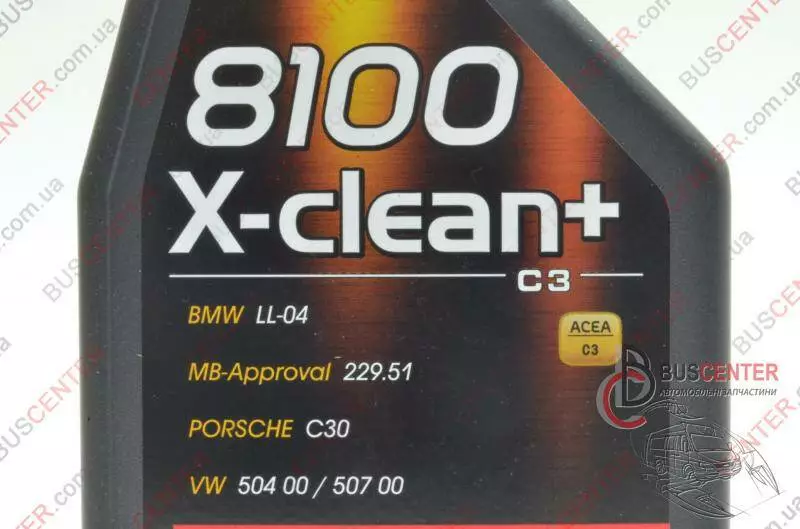 8100
X-clean+
C3
BMW LL-04
ACEA
C3
MB-Approval 229.51
BUSCENTER
АВТОМОБІЛЬНІ ЗАПЧАСТИНИ
PORSCHE C30
VW 504 00 / 507 00
BUSCENTER.com.ua